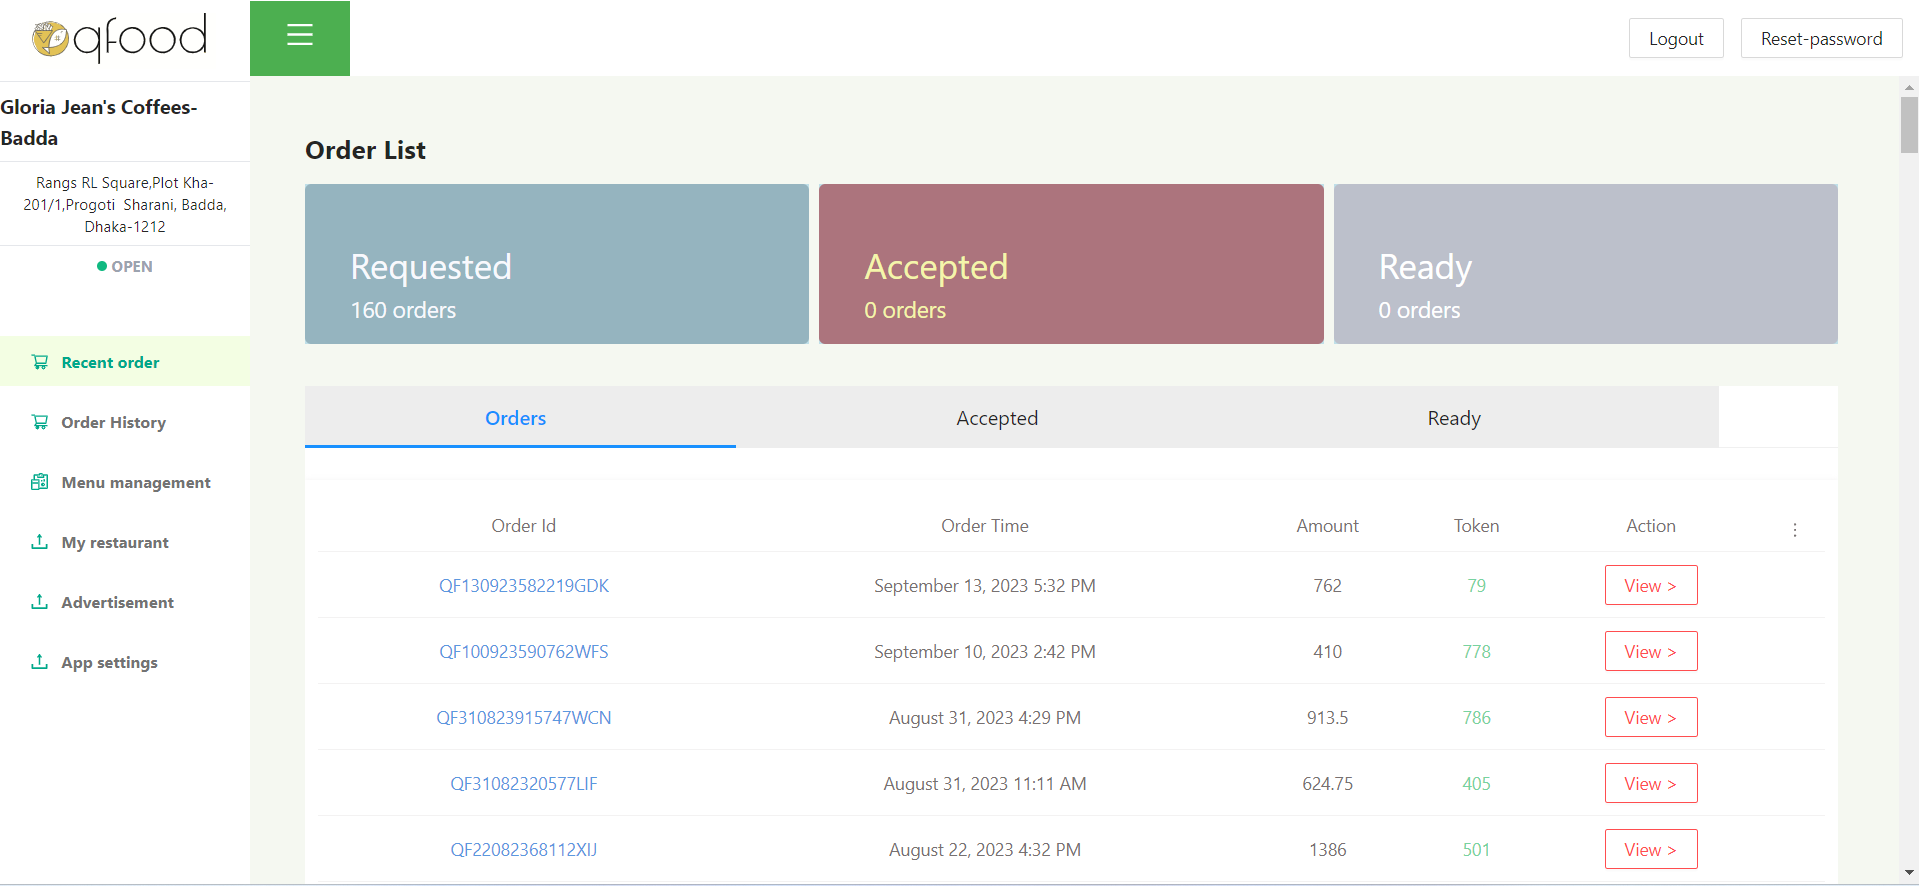 qfood
Logout
Reset-password
Gloria Jean's Coffees-
Badda
Rangs RL Square,Plot Kha-
201/1,Progoti Sharani, Badda,
Dhaka-1212
OPEN
Recent order
Order History
Menu management
My restaurant
Advertisement
App settings
Order List
Requested
160 orders
Accepted
0 orders
Ready
0 orders
Orders Accepted Ready
Order Id Order Time Amount Token Action
QF130923582219GDK September 13, 2023 5:32 PM 762 79 View >
QF100923590762WFS September 10, 2023 2:42 PM 410 778 View >
QF310823915747WCN August 31, 2023 4:29 PM 913.5 786 View >
QF31082320577LIF August 31, 2023 11:11 AM 624.75 405 View >
QF22082368112XIJ August 22, 2023 4:32 PM 1386 501 View >